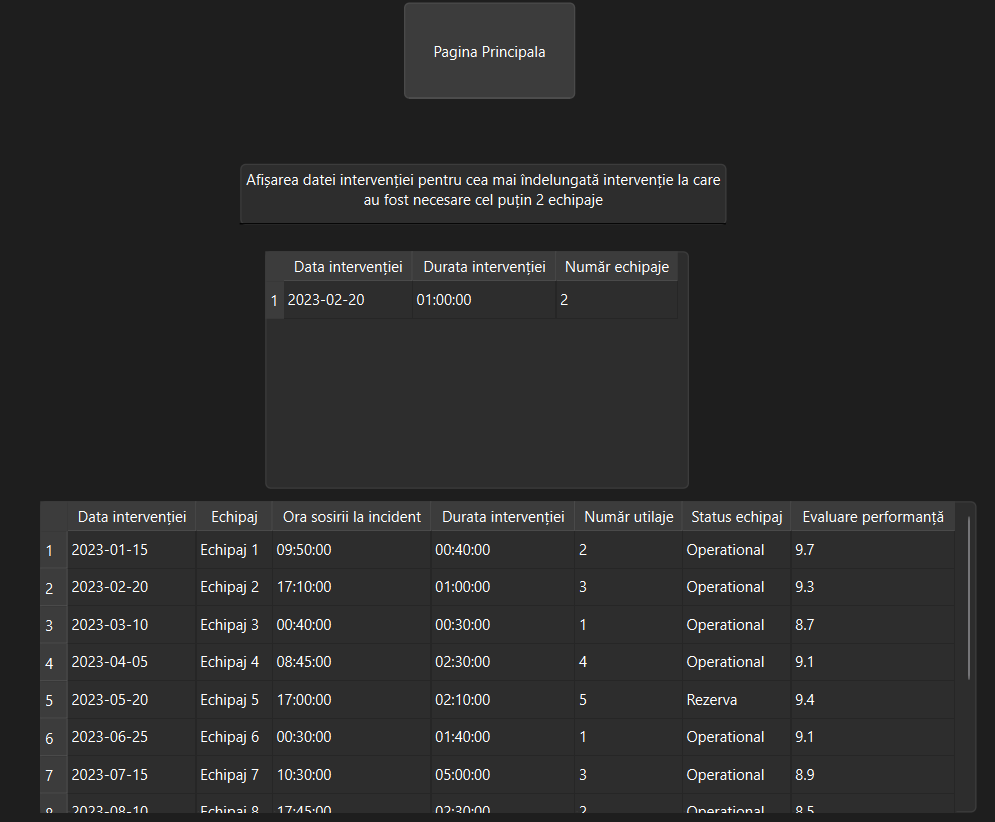 Pagina Principala
Afișarea datei intervenției pentru cea mai îndelungată intervenție la care
au fost necesare cel puțin 2 echipaje
Data intervenției Durata intervenției Număr echipaje
1 2023-02-20 01:00:00 2
Data intervenției Echipaj Ora sosirii la incident Durata intervenției Număr utilaje Status echipaj Evaluare performanță
1 2023-01-15 Echipaj 1 09:50:00 00:40:00 2 Operational 9.7
2 2023-02-20 Echipaj 2 17:10:00 01:00:00 3 Operational 9.3
3 2023-03-10 Echipaj 3 00:40:00 00:30:00 1 Operational 8.7
4 2023-04-05 Echipaj 4 08:45:00 02:30:00 4 Operational 9.1
5 2023-05-20 Echipaj 5 17:00:00 02:10:00 5 Rezerva 9.4
6 2023-06-25 Echipaj 6 00:30:00 01:40:00 1 Operational 9.1
7 2023-07-15 Echipaj 7 10:30:00 05:00:00 3 Operational 8.9
8 2023-08-10 Echipaj 8 17:45:00 02:30:00 2 Operational 8.5